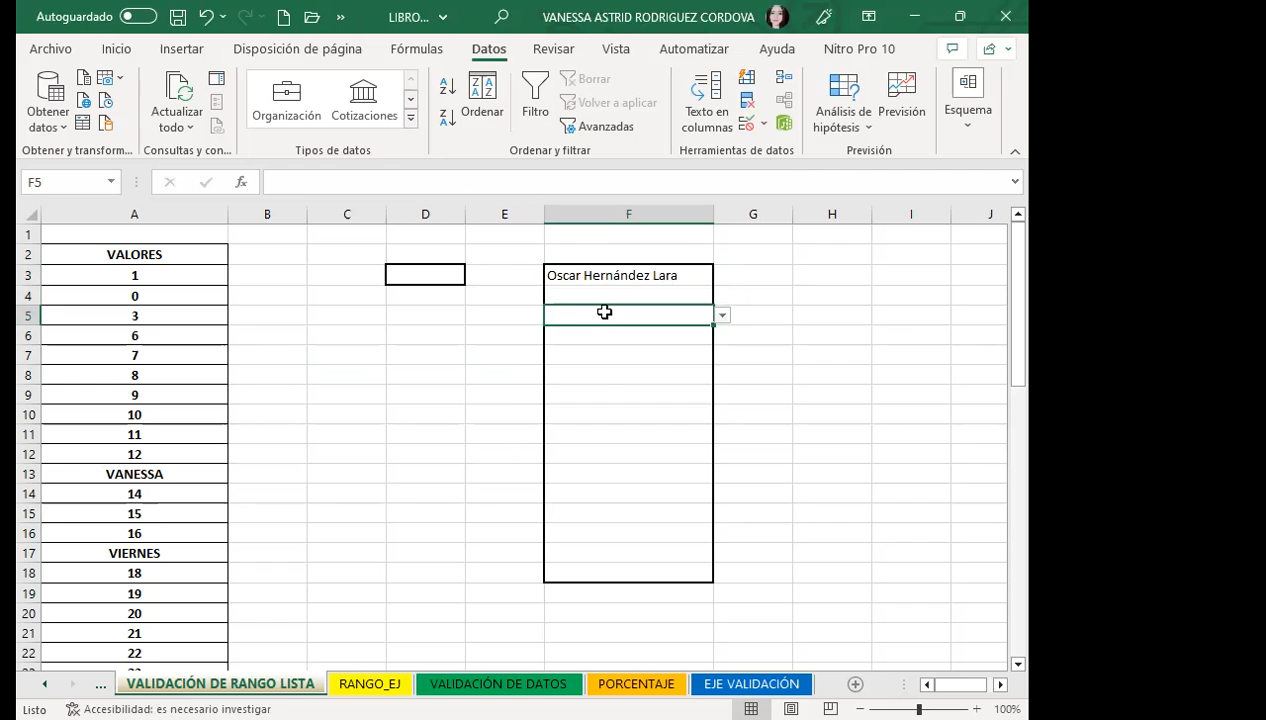 Autoguardado
LIBRO...
VANESSA ASTRID RODRIGUEZ CORDOVA
Archivo Inicio Insertar Disposición de página Fórmulas Datos Revisar Vista Automatizar Ayuda Nitro Pro 10
Obtener datos
Actualizar todo
Organización
Cotizaciones
Ordenar
Filtro
Borrar
Volver a aplicar
Avanzadas
Texto en columnas
Análisis de hipótesis
Previsión
Esquema
Obtener y transform... Consultas y con... Tipos de datos Ordenar y filtrar Herramientas de datos Previsión
F5 fx
A B C D E F G H I J
1
2 VALORES
3 1 Oscar Hernández Lara
4 0
5 3
6 6
7 7
8 8
9 9
10 10
11 11
12 12
13 VANESSA
14 14
15 15
16 16
17 VIERNES
18 18
19 19
20 20
21 21
22 22
... VALIDACIÓN DE RANGO LISTA RANGO_EJ VALIDACIÓN DE DATOS PORCENTAJE EJE VALIDACIÓN
Listo Accesibilidad: es necesario investigar 100%